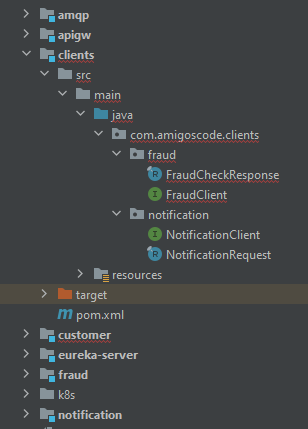 amqp
apigw
clients
src
main
java
com.amigoscode.clients
fraud
FraudCheckResponse
FraudClient
notification
NotificationClient
NotificationRequest
resources
target
pom.xml
customer
eureka-server
fraud
k8s
notification